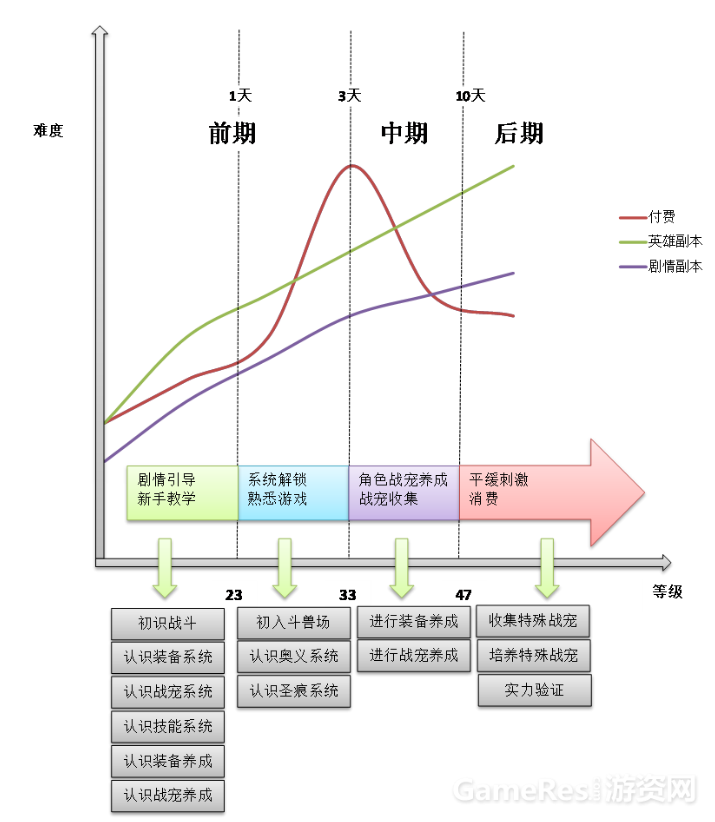 1天
3天
10天
难度
前期
中期
后期
付费
英雄副本
剧情副本
剧情引导
新手教学
系统解锁
熟悉游戏
角色战宠养成
战宠收集
平缓刺激
消费
23
33
47
等级
初识战斗
认识装备系统
认识战宠系统
认识技能系统
认识装备养成
认识战宠养成
初入斗兽场
认识奥义系统
认识圣痕系统
进行装备养成
进行战宠养成
收集特殊战宠
培养特殊战宠
实力验证
GameRes.com游资网